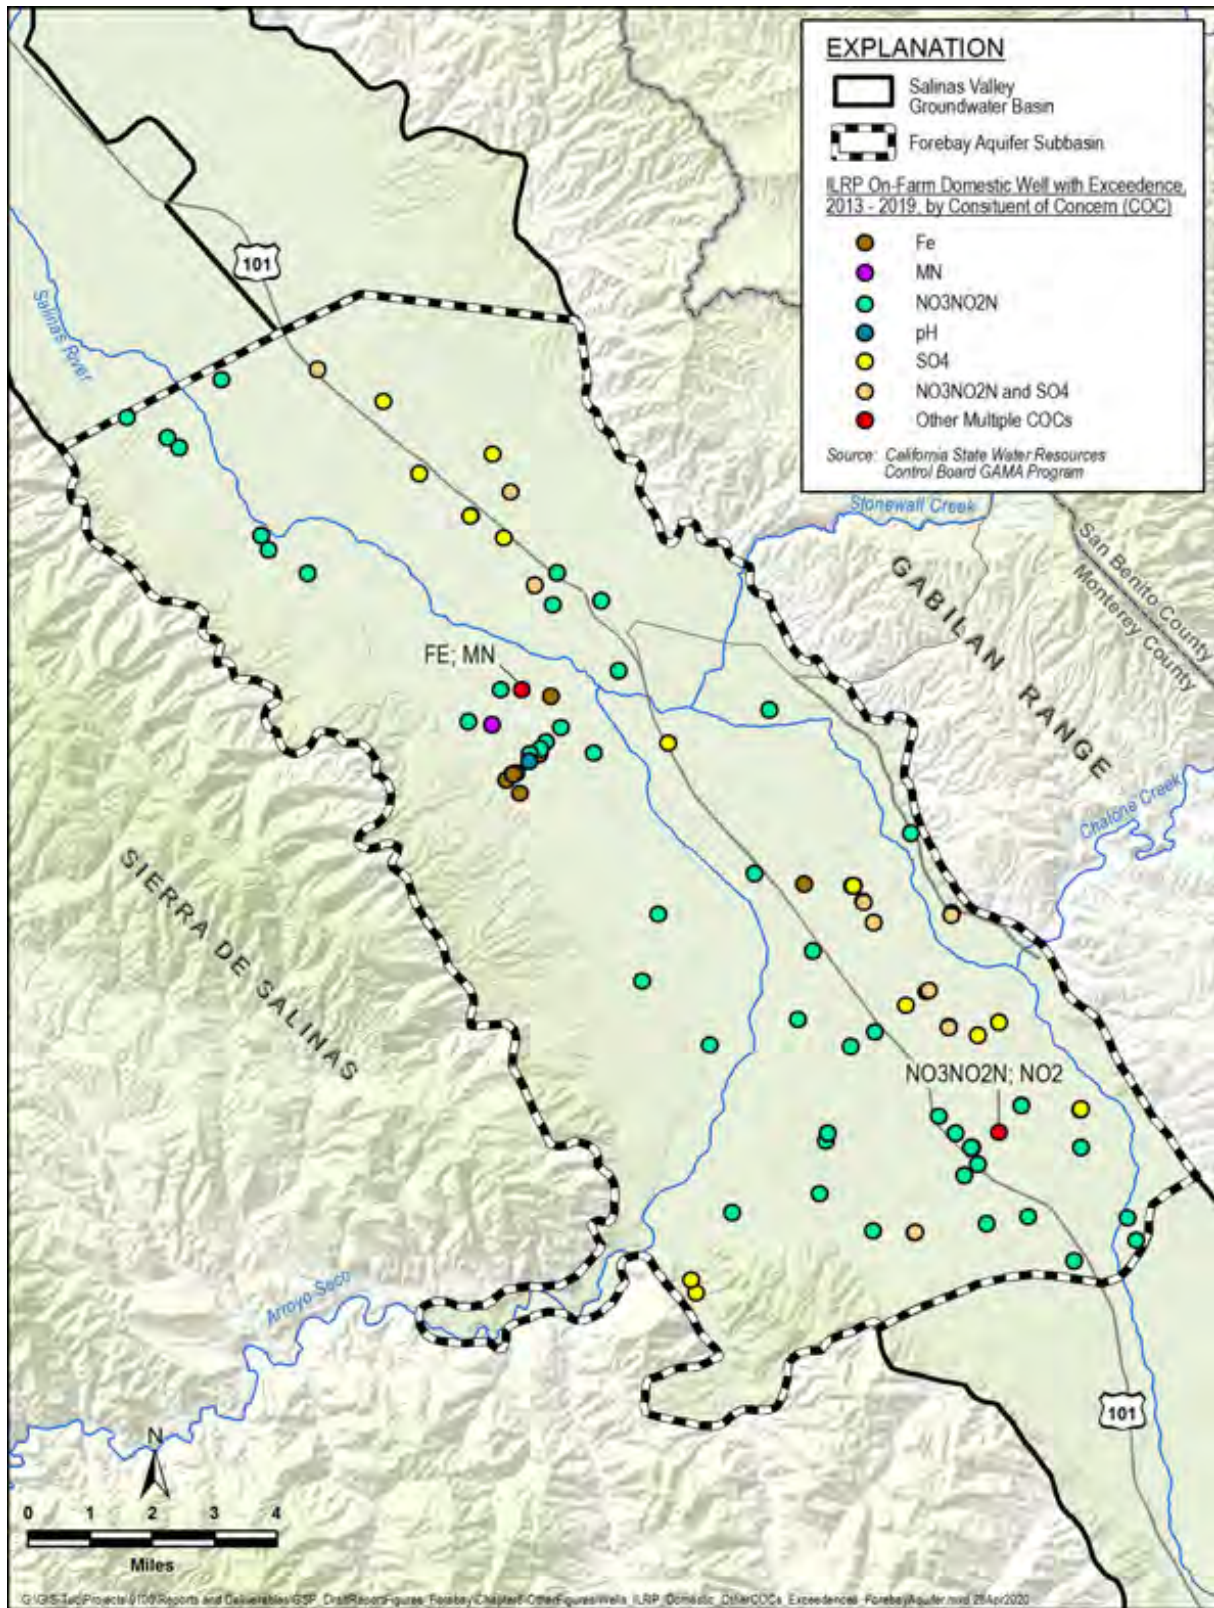 EXPLANATION
Salinas Valley
Groundwater Basin
Forebay Aquifer Subbasin
ILRP On-Farm Domestic Well with Exceedence,
2013 - 2019, by Consituent of Concern (COC)
Fe
MN
NO3NO2N
pH
SO4
NO3NO2N and SO4
Other Multiple COCs
Source: California State Water Resources
Control Board GAMA Program
101
Salinas River
Stonewall Creek
San Benito County
Monterey County
GABILAN RANGE
FE; MN
Chalone Creek
SIERRA DE SALINAS
NO3NO2N; NO2
Arroyo Seco
101
N
0 1 2 3 4
Miles